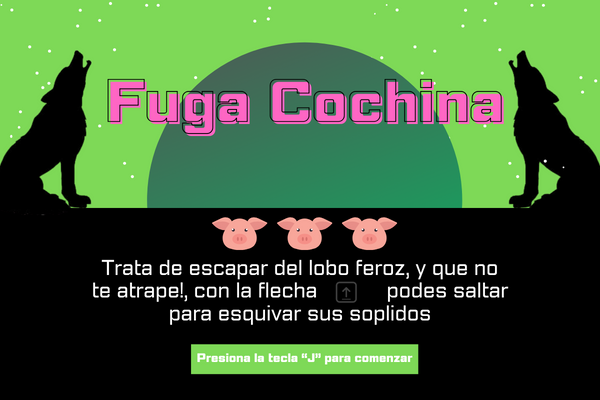 Fuga Cochina
Trata de escapar del lobo feroz, y que no
te atrape!, con la flecha ↑ podes saltar
para esquivar sus soplidos
Presiona la tecla “J” para comenzar